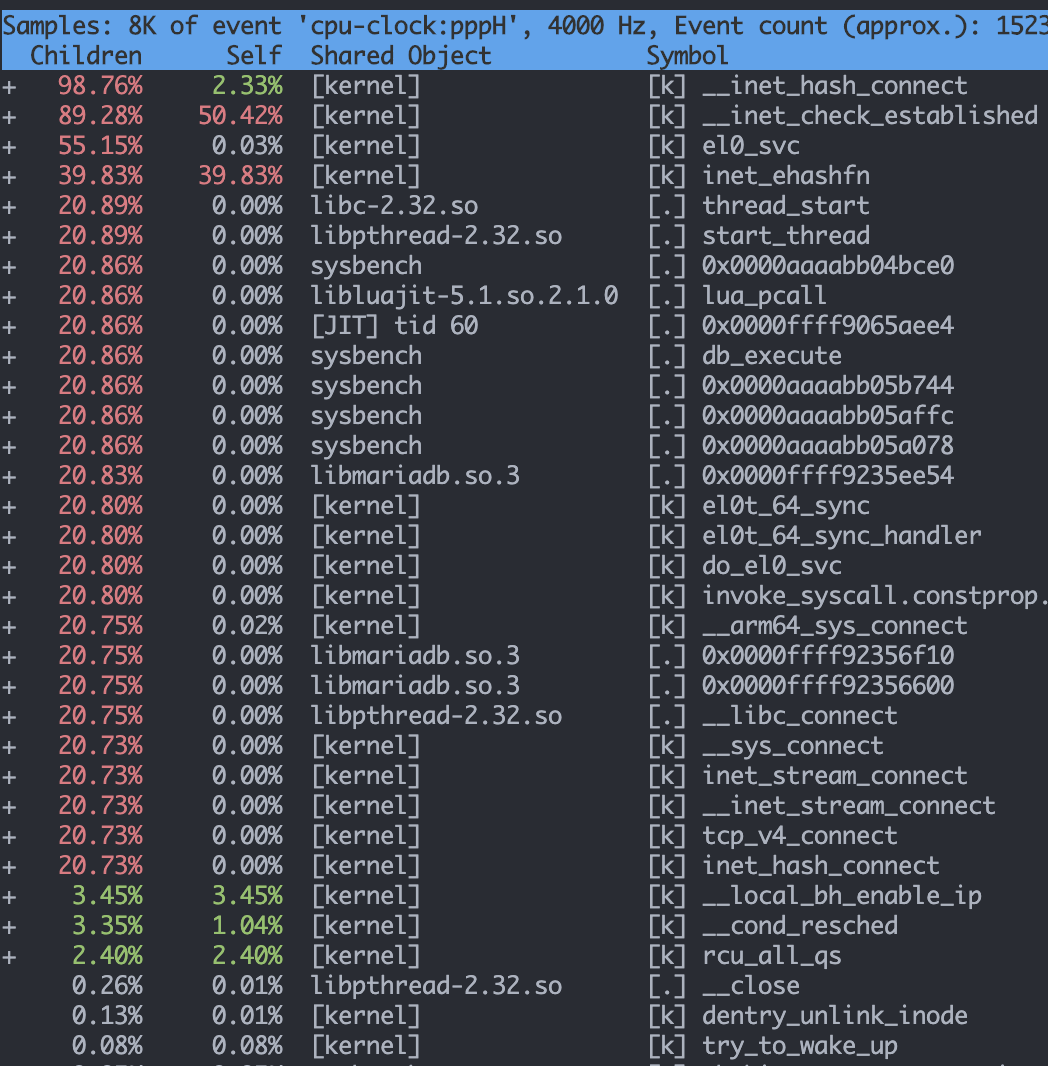 Samples: 8K of event 'cpu-clock:pppH', 4000 Hz, Event count (approx.): 1523
Children Self Shared Object Symbol
+ 98.76% 2.33% [kernel] [k] __inet_hash_connect
+ 89.28% 50.42% [kernel] [k] __inet_check_established
+ 55.15% 0.03% [kernel] [k] el0_svc
+ 39.83% 39.83% [kernel] [k] inet_ehashfn
+ 20.89% 0.00% libc-2.32.so [.] thread_start
+ 20.89% 0.00% libpthread-2.32.so [.] start_thread
+ 20.86% 0.00% sysbench [.] 0x0000aaaabb04bce0
+ 20.86% 0.00% libluajit-5.1.so.2.1.0 [.] lua_pcall
+ 20.86% 0.00% [JIT] tid 60 [.] 0x0000ffff9065aee4
+ 20.86% 0.00% sysbench [.] db_execute
+ 20.86% 0.00% sysbench [.] 0x0000aaaabb05b744
+ 20.86% 0.00% sysbench [.] 0x0000aaaabb05affc
+ 20.86% 0.00% sysbench [.] 0x0000aaaabb05a078
+ 20.83% 0.00% libmariadb.so.3 [.] 0x0000ffff9235ee54
+ 20.80% 0.00% [kernel] [k] el0t_64_sync
+ 20.80% 0.00% [kernel] [k] el0t_64_sync_handler
+ 20.80% 0.00% [kernel] [k] do_el0_svc
+ 20.80% 0.00% [kernel] [k] invoke_syscall.constprop.
+ 20.75% 0.02% [kernel] [k] __arm64_sys_connect
+ 20.75% 0.00% libmariadb.so.3 [.] 0x0000ffff92356f10
+ 20.75% 0.00% libmariadb.so.3 [.] 0x0000ffff92356600
+ 20.75% 0.00% libpthread-2.32.so [.] __libc_connect
+ 20.73% 0.00% [kernel] [k] __sys_connect
+ 20.73% 0.00% [kernel] [k] inet_stream_connect
+ 20.73% 0.00% [kernel] [k] __inet_stream_connect
+ 20.73% 0.00% [kernel] [k] tcp_v4_connect
+ 20.73% 0.00% [kernel] [k] inet_hash_connect
+ 3.45% 3.45% [kernel] [k] __local_bh_enable_ip
+ 3.35% 1.04% [kernel] [k] __cond_resched
+ 2.40% 2.40% [kernel] [k] rcu_all_qs
0.26% 0.01% libpthread-2.32.so [.] __close
0.13% 0.01% [kernel] [k] dentry_unlink_inode
0.08% 0.08% [kernel] [k] try_to_wake_up